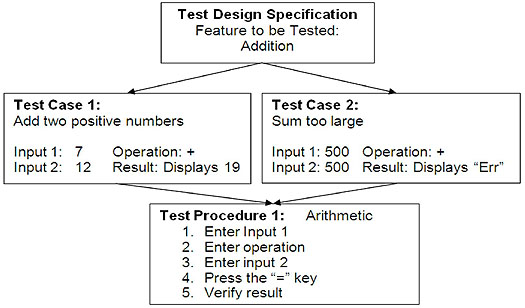 Test Design Specification
Feature to be Tested:
Addition
Test Case 1:
Add two positive numbers
Input 1: 7 Operation: +
Input 2: 12 Result: Displays 19
Test Case 2:
Sum too large
Input 1: 500 Operation: +
Input 2: 500 Result: Displays “Err”
Test Procedure 1: Arithmetic
1. Enter Input 1
2. Enter operation
3. Enter input 2
4. Press the “=” key
5. Verify result